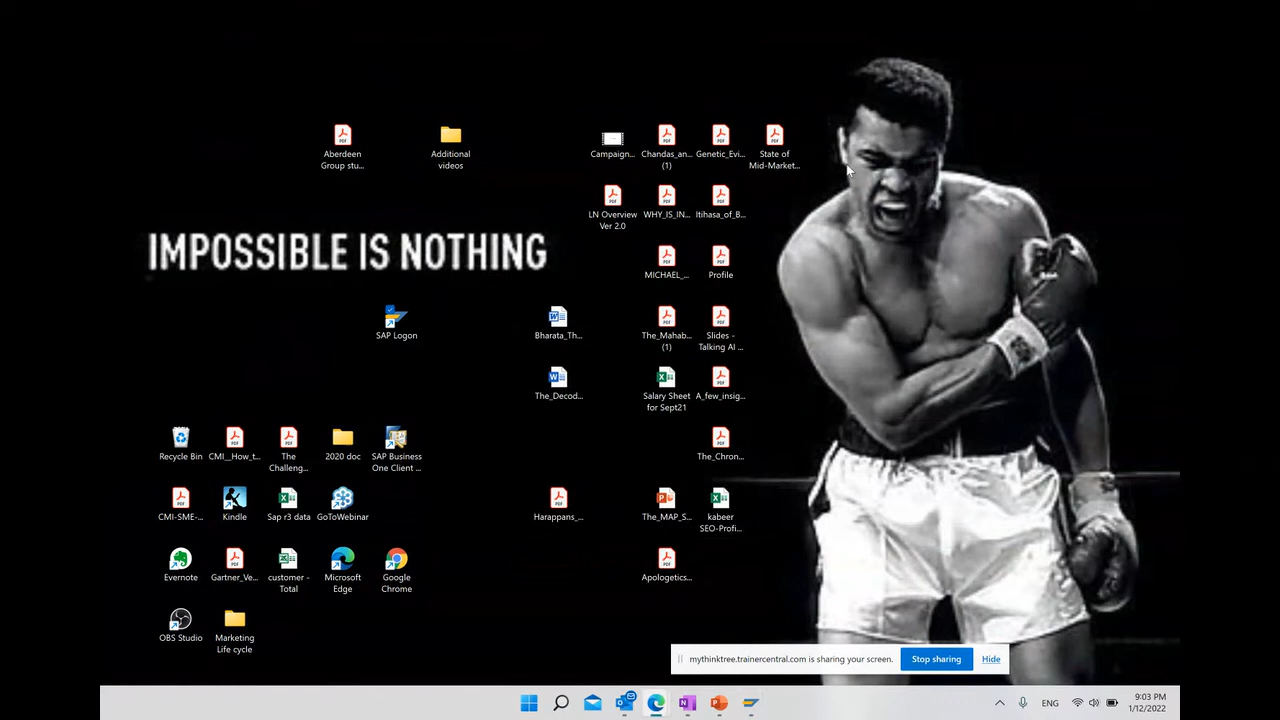 Aberdeen
Group stu...
Additional
videos
Campaign...
Chandas_an...
(1)
Genetic_Evi...
State of
Mid-Market...
LN Overview
Ver 2.0
WHY_IS_IN...
Itihasa_of_B...
IMPOSSIBLE IS NOTHING
MICHAEL_...
Profile
SAP Logon
Bharata_Th...
The_Mahab...
(1)
Slides -
Talking AI ...
The_Decod...
Salary Sheet
for Sept21
A_few_insig...
Recycle Bin
CMI__How_t...
The
Challeng...
2020 doc
SAP Business
One Client ...
The_Chron...
CMI-SME-...
Kindle
Sap r3 data
GoToWebinar
Harappans_...
The_MAP_S...
kabeer
SEO-Profi...
Evernote
Gartner_Ve...
customer -
Total
Microsoft
Edge
Google
Chrome
Apologetics...
OBS Studio
Marketing
Life cycle
mythinktree.trainercentral.com is sharing your screen.
Stop sharing
Hide
ENG
9:03 PM
1/12/2022